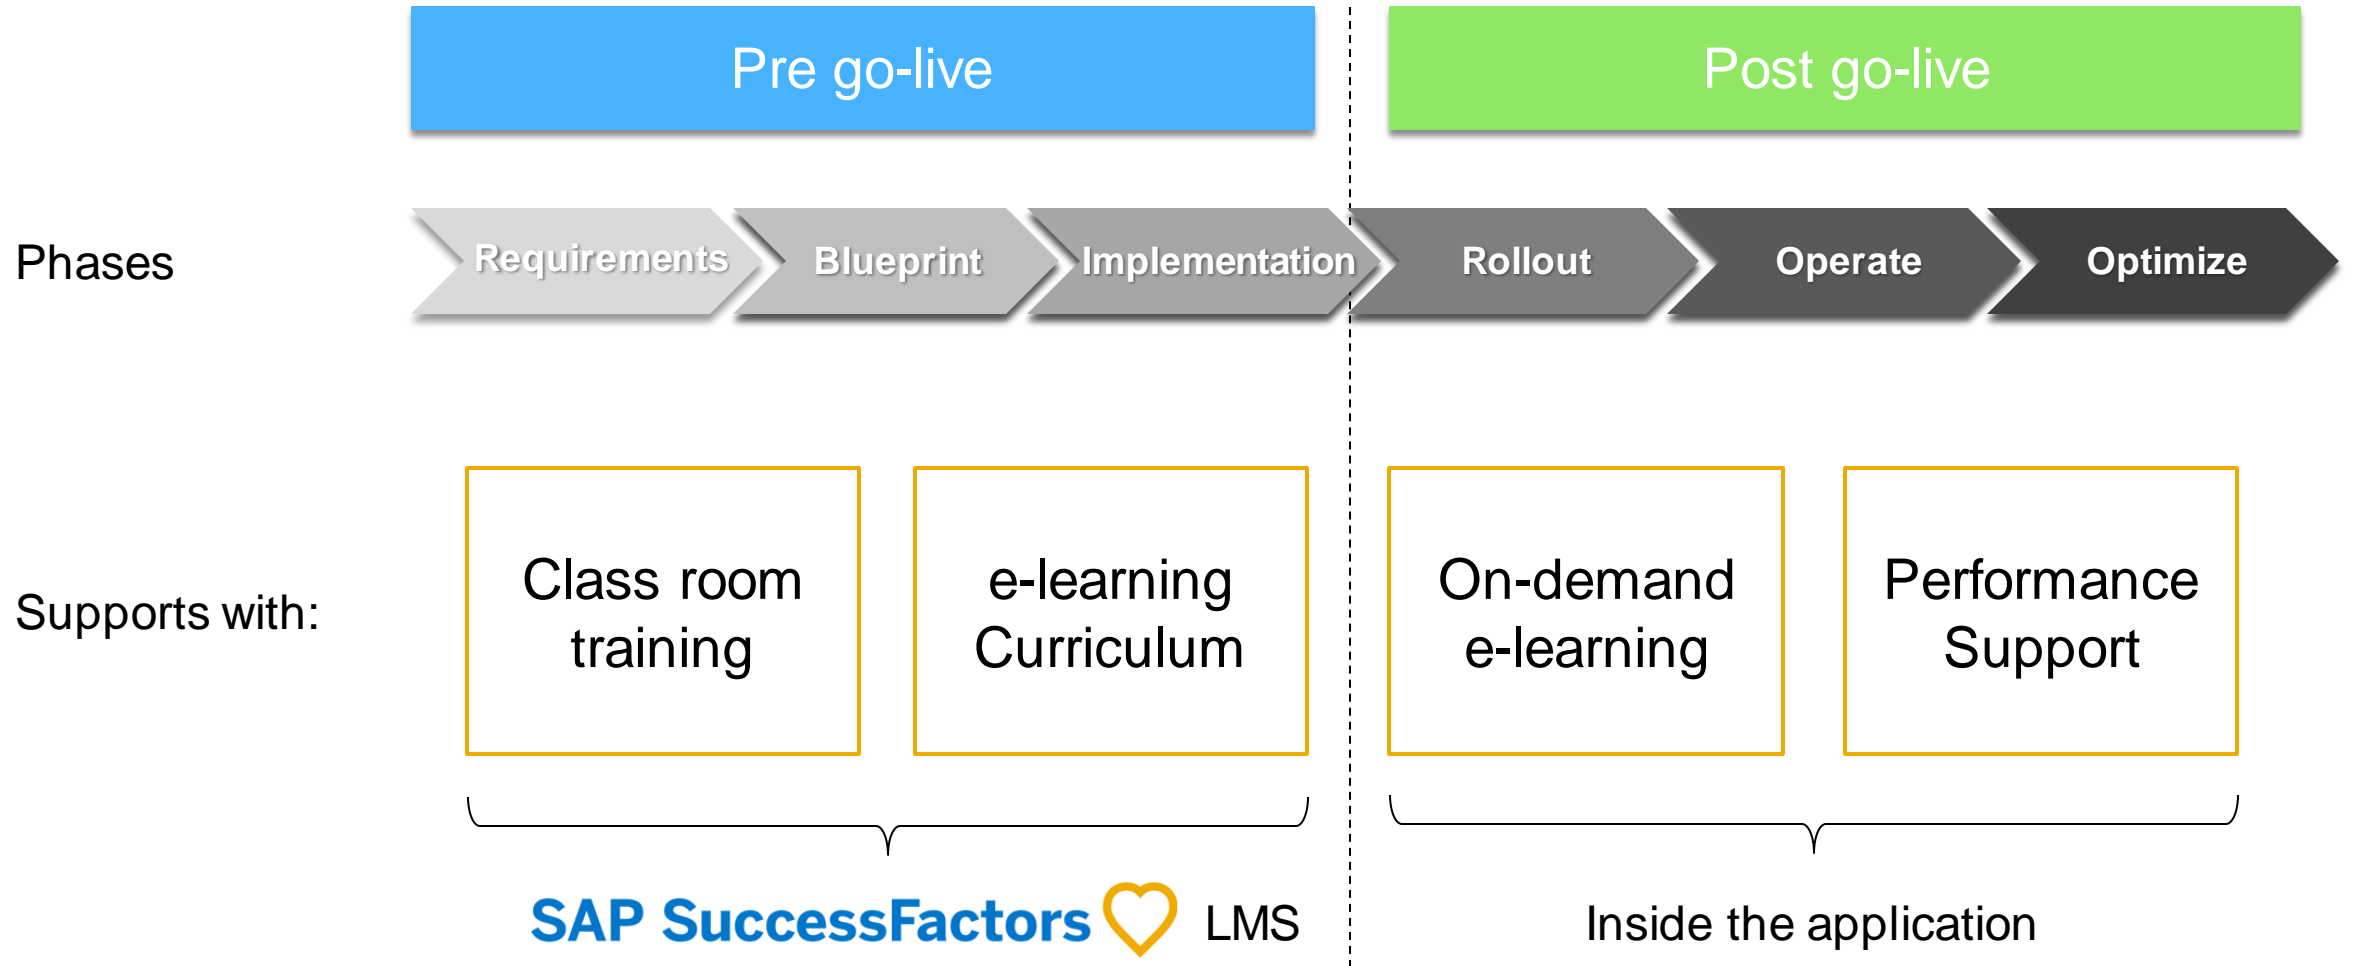 Pre go-live
Post go-live
Phases
Requirements
Blueprint
Implementation
Rollout
Operate
Optimize
Supports with:
Class room
training
e-learning
Curriculum
On-demand
e-learning
Performance
Support
SAP SuccessFactors LMS
Inside the application